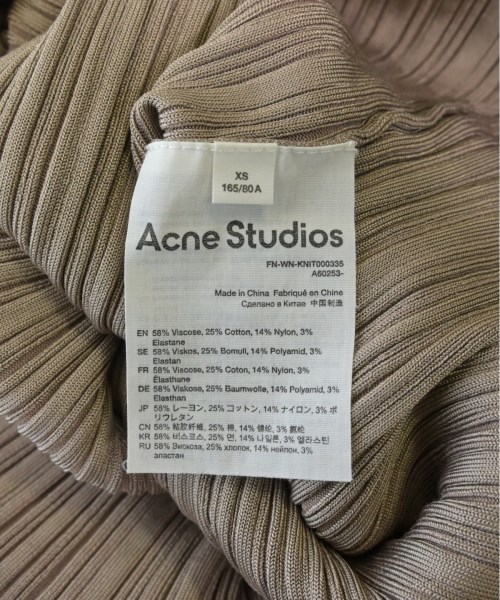 XS
165/80 A
Acne Studios
FN-WN-KNIT000335
A60253-
Made in China Fabriqué en Chine
Сделано в Китае 中国制造
EN 58% Viscose, 25% Cotton, 14% Nylon, 3%
Elastane
SE 58% Viskos, 25% Bomull, 14% Polyamid, 3%
Elastan
FR 58% Viscose, 25% Coton, 14% Nylon, 3%
Élasthane
DE 58% Viskose, 25% Baumwolle, 14% Polyamid, 3%
Elasthan
JP 58% レーヨン, 25% コットン, 14% ナイロン, 3% ポ
リウレタン
CN 58% 粘胶纤维, 25% 棉, 14% 锦纶, 3% 氨纶
KR 58% 비스코스, 25% 면, 14% 나일론, 3% 엘라스틴
RU 58% Вискоза, 25% хлопок, 14% нейлон, 3%
эластан